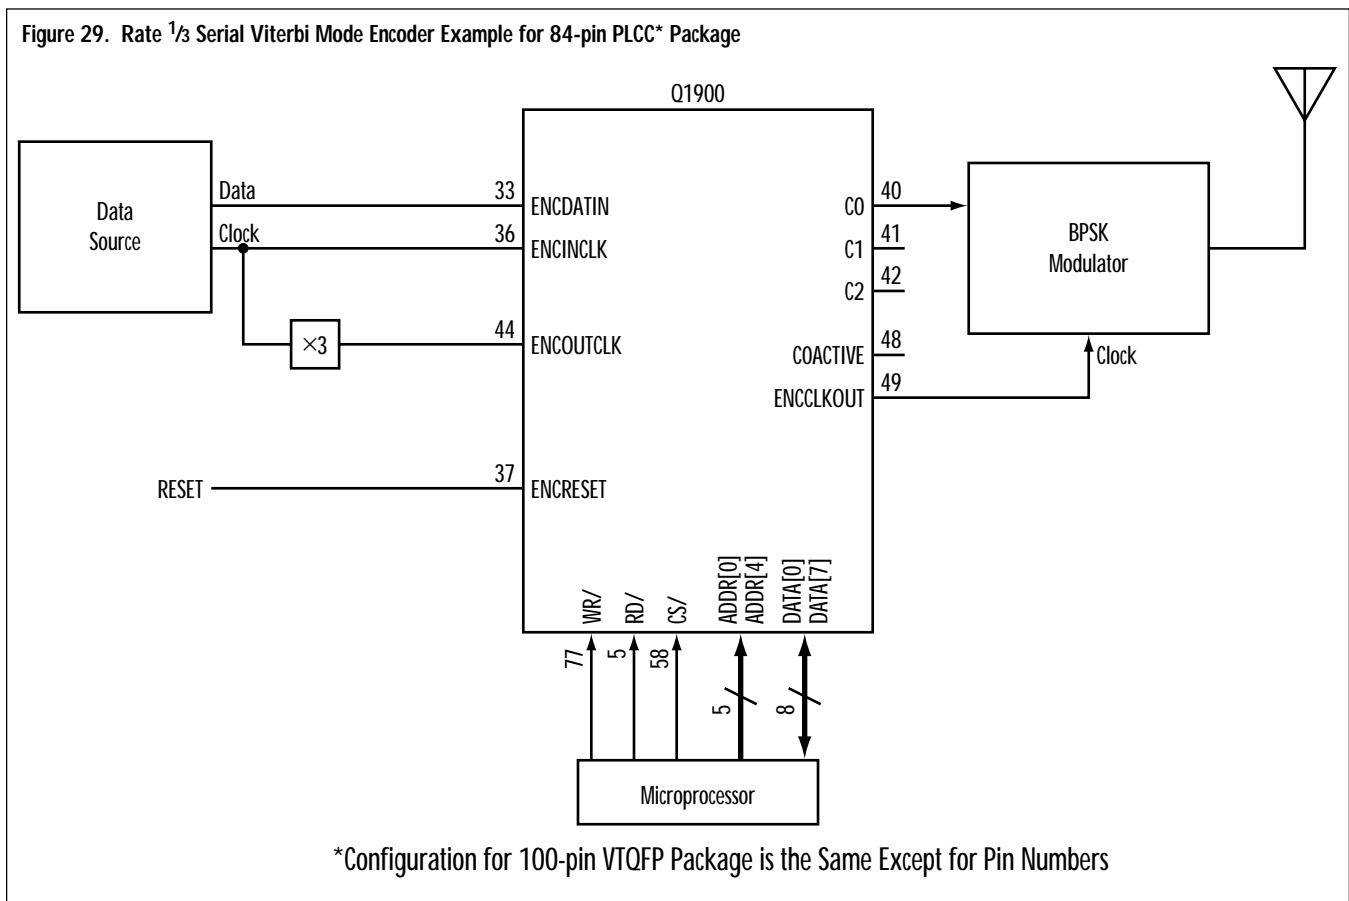 Figure 29. Rate 1/3 Serial Viterbi Mode Encoder Example for 84-pin PLCC* Package
Q1900
Data
Source
Data
Clock
×3
RESET
33
36
44
37
ENCDATIN
ENCINCLK
ENCOUTCLK
ENCRESET
C0
C1
C2
COACTIVE
ENCCLKOUT
40
41
42
48
49
BPSK
Modulator
Clock
WR/
RD/
CS/
ADDR[0]
ADDR[4]
DATA[0]
DATA[7]
77
5
58
5
8
Microprocessor
*Configuration for 100-pin VTQFP Package is the Same Except for Pin Numbers